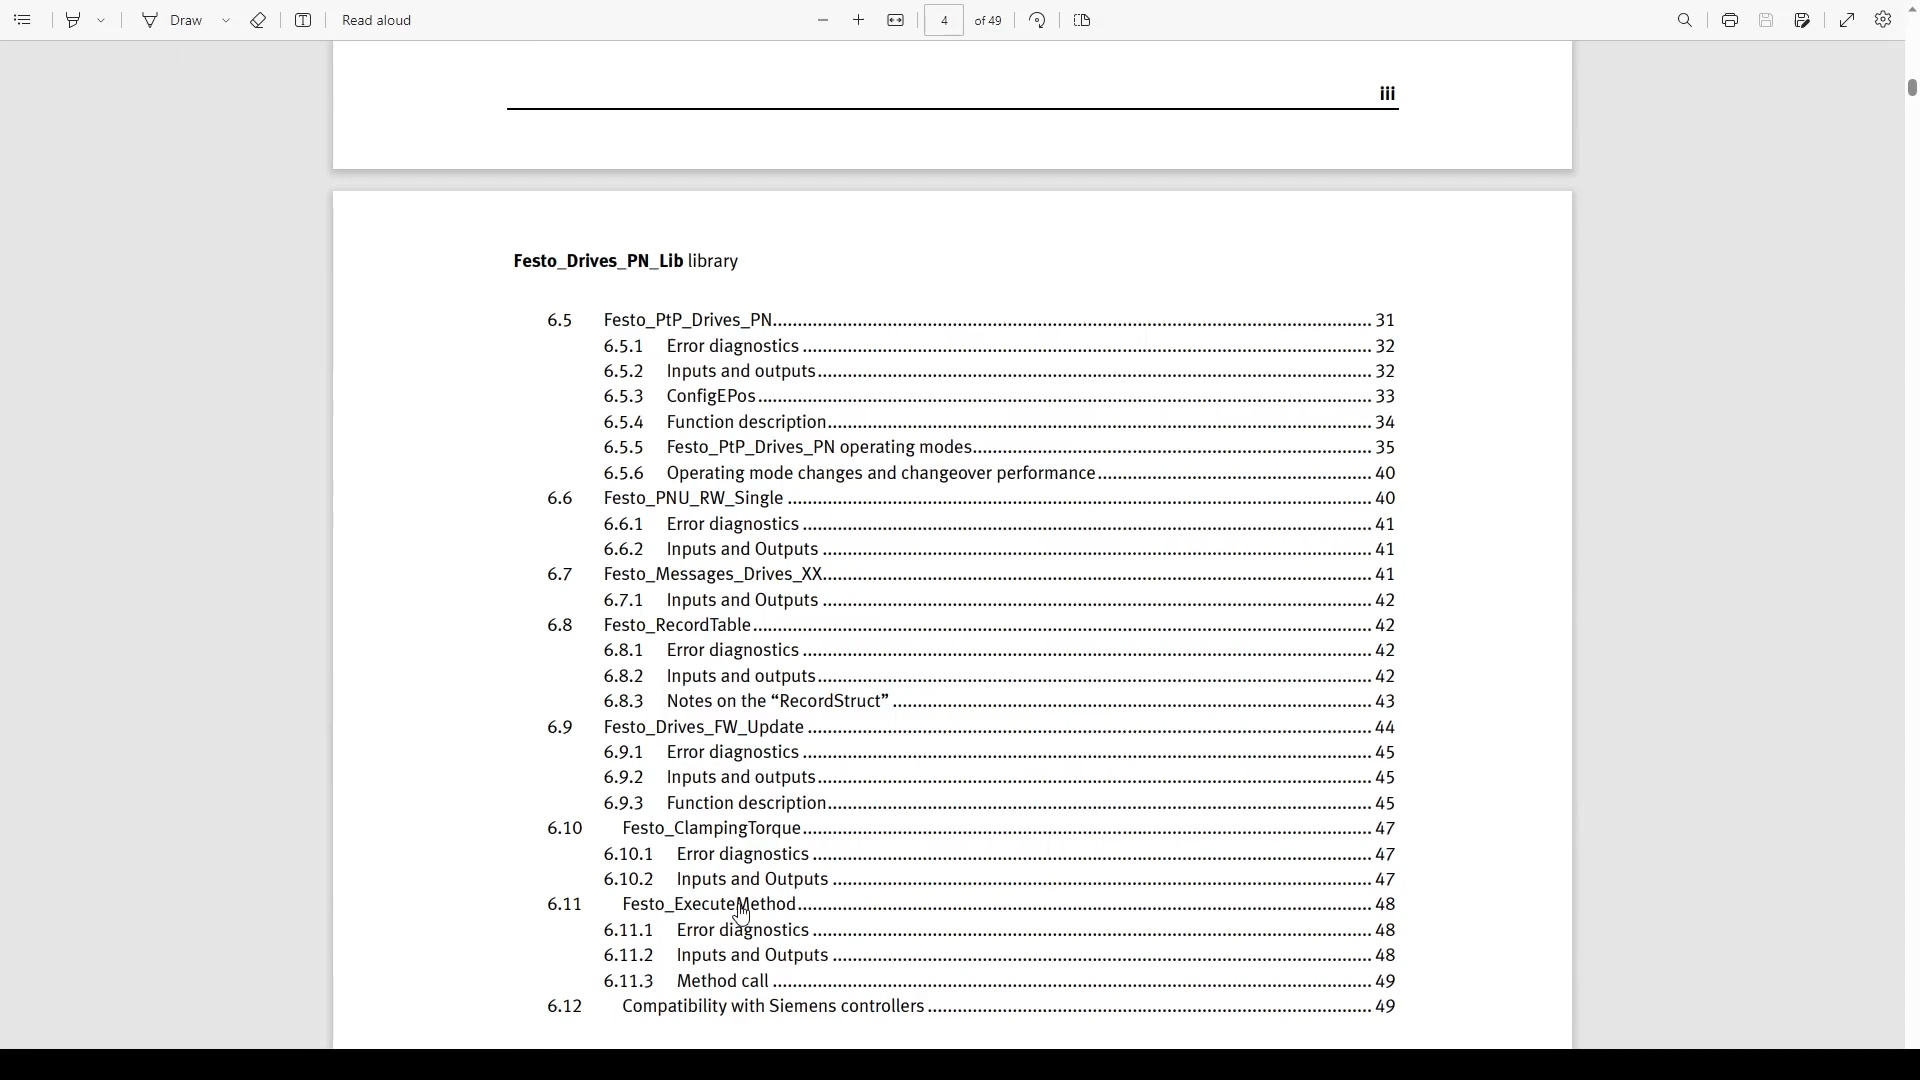 Draw
Read aloud
4 of 49
iii
Festo_Drives_PN_Lib library
6.5 Festo_PtP_Drives_PN.......... 31
6.5.1 Error diagnostics .......... 32
6.5.2 Inputs and outputs.......... 32
6.5.3 ConfigEPos.......... 33
6.5.4 Function description.......... 34
6.5.5 Festo_PtP_Drives_PN operating modes.......... 35
6.5.6 Operating mode changes and changeover performance.......... 40
6.6 Festo_PNU_RW_Single .......... 40
6.6.1 Error diagnostics .......... 41
6.6.2 Inputs and Outputs .......... 41
6.7 Festo_Messages_Drives_XX.......... 41
6.7.1 Inputs and Outputs .......... 42
6.8 Festo_RecordTable.......... 42
6.8.1 Error diagnostics .......... 42
6.8.2 Inputs and outputs.......... 42
6.8.3 Notes on the “RecordStruct” .......... 43
6.9 Festo_Drives_FW_Update .......... 44
6.9.1 Error diagnostics .......... 45
6.9.2 Inputs and outputs.......... 45
6.9.3 Function description.......... 45
6.10 Festo_ClampingTorque.......... 47
6.10.1 Error diagnostics .......... 47
6.10.2 Inputs and Outputs .......... 47
6.11 Festo_ExecuteMethod.......... 48
6.11.1 Error diagnostics .......... 48
6.11.2 Inputs and Outputs .......... 48
6.11.3 Method call .......... 49
6.12 Compatibility with Siemens controllers .......... 49